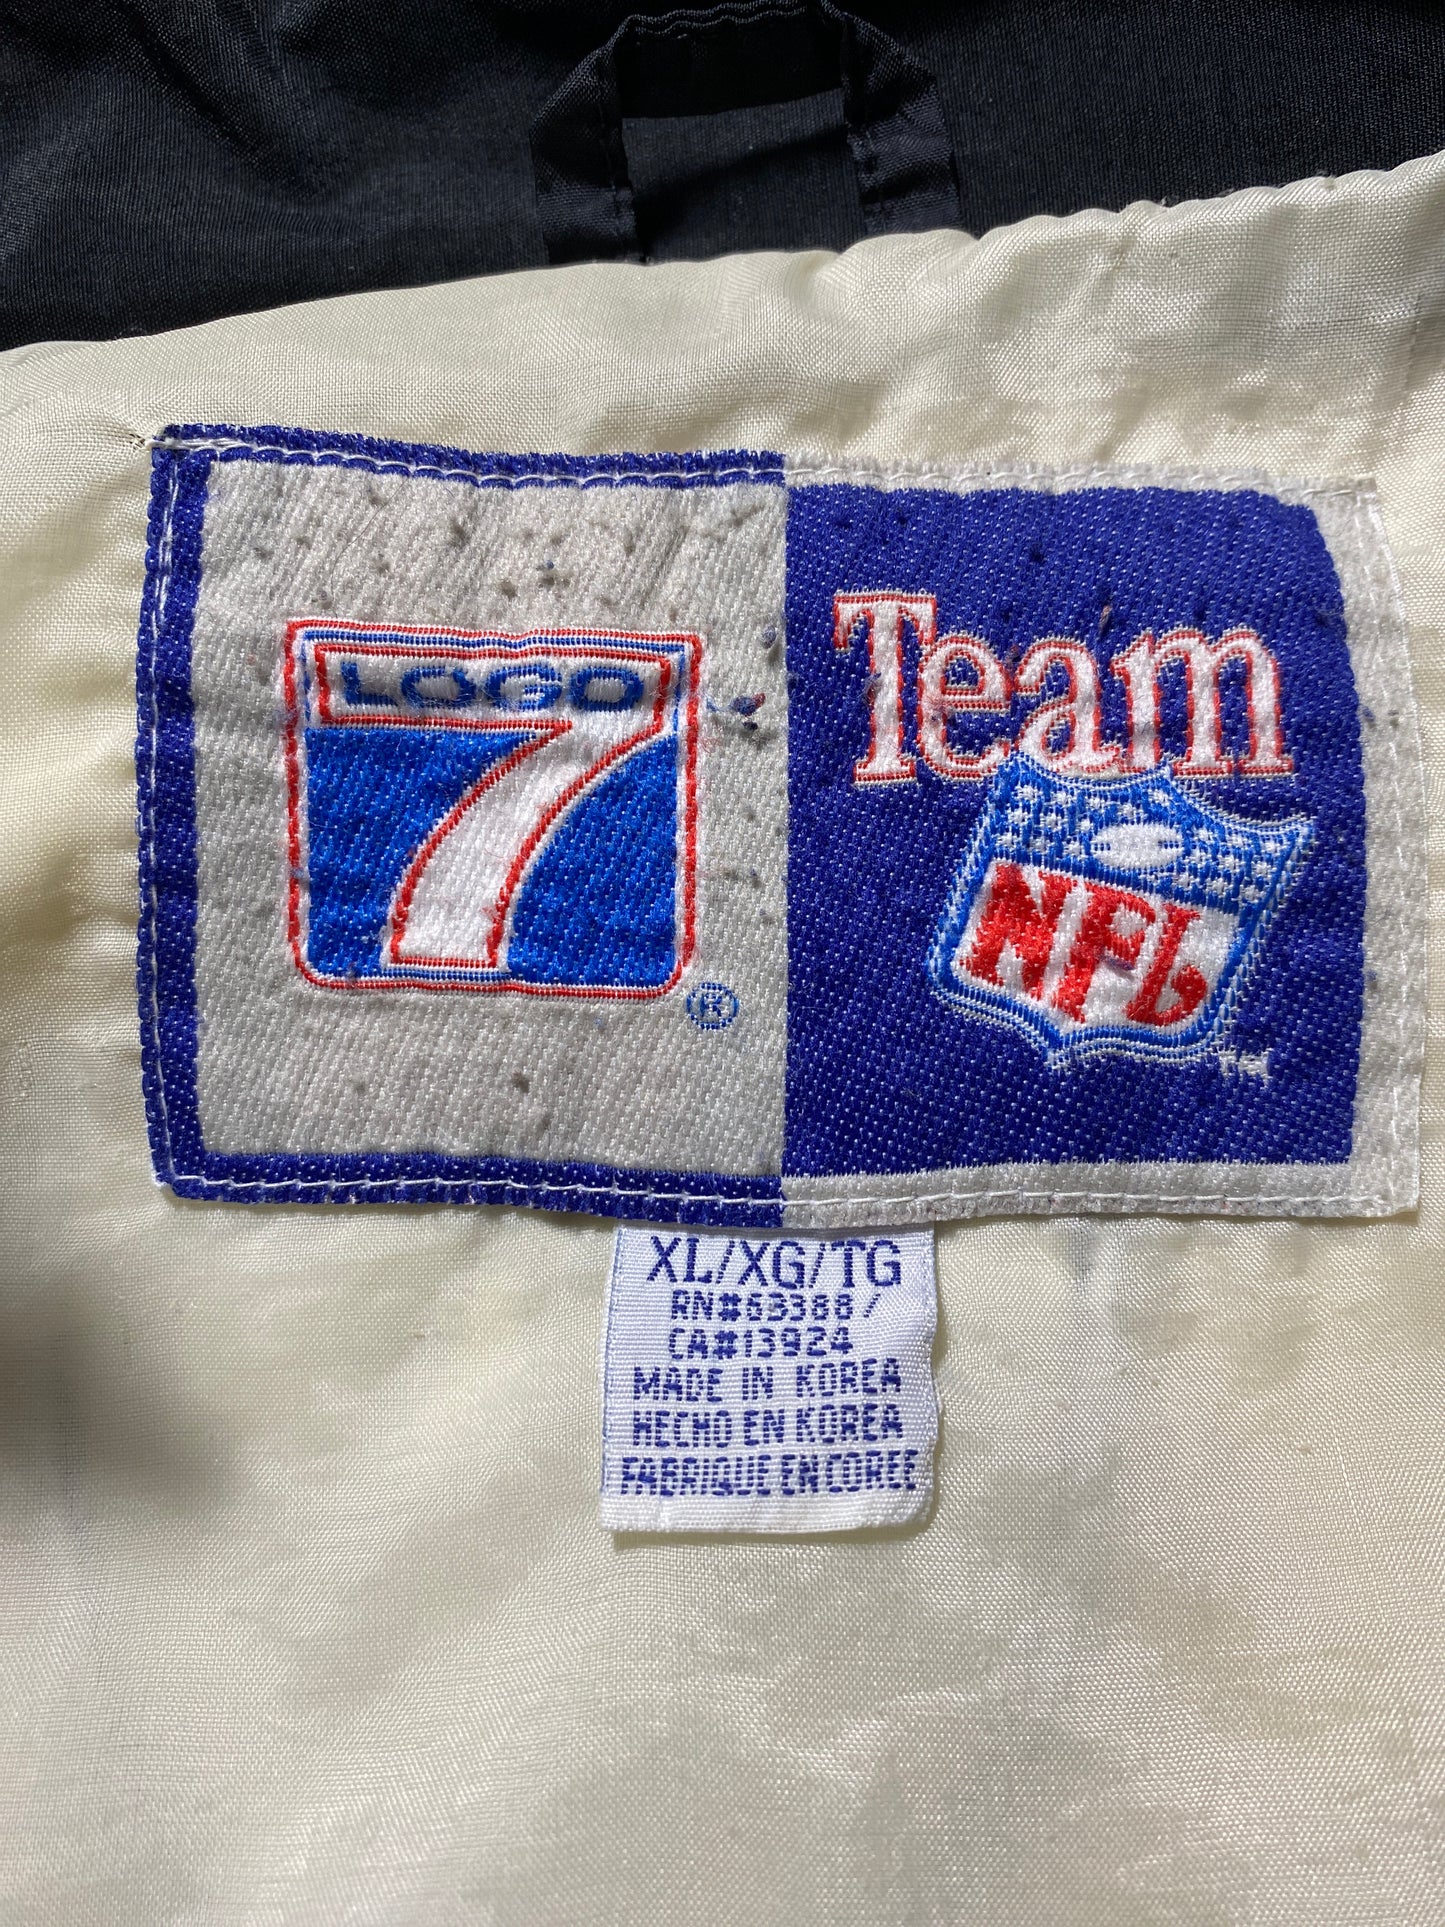 LOGO
7
®
Team
NFL
TM
XL/XG/TG
RN#63388/
CA#13924
MADE IN KOREA
HECHO EN KOREA
FABRIQUE EN COREE